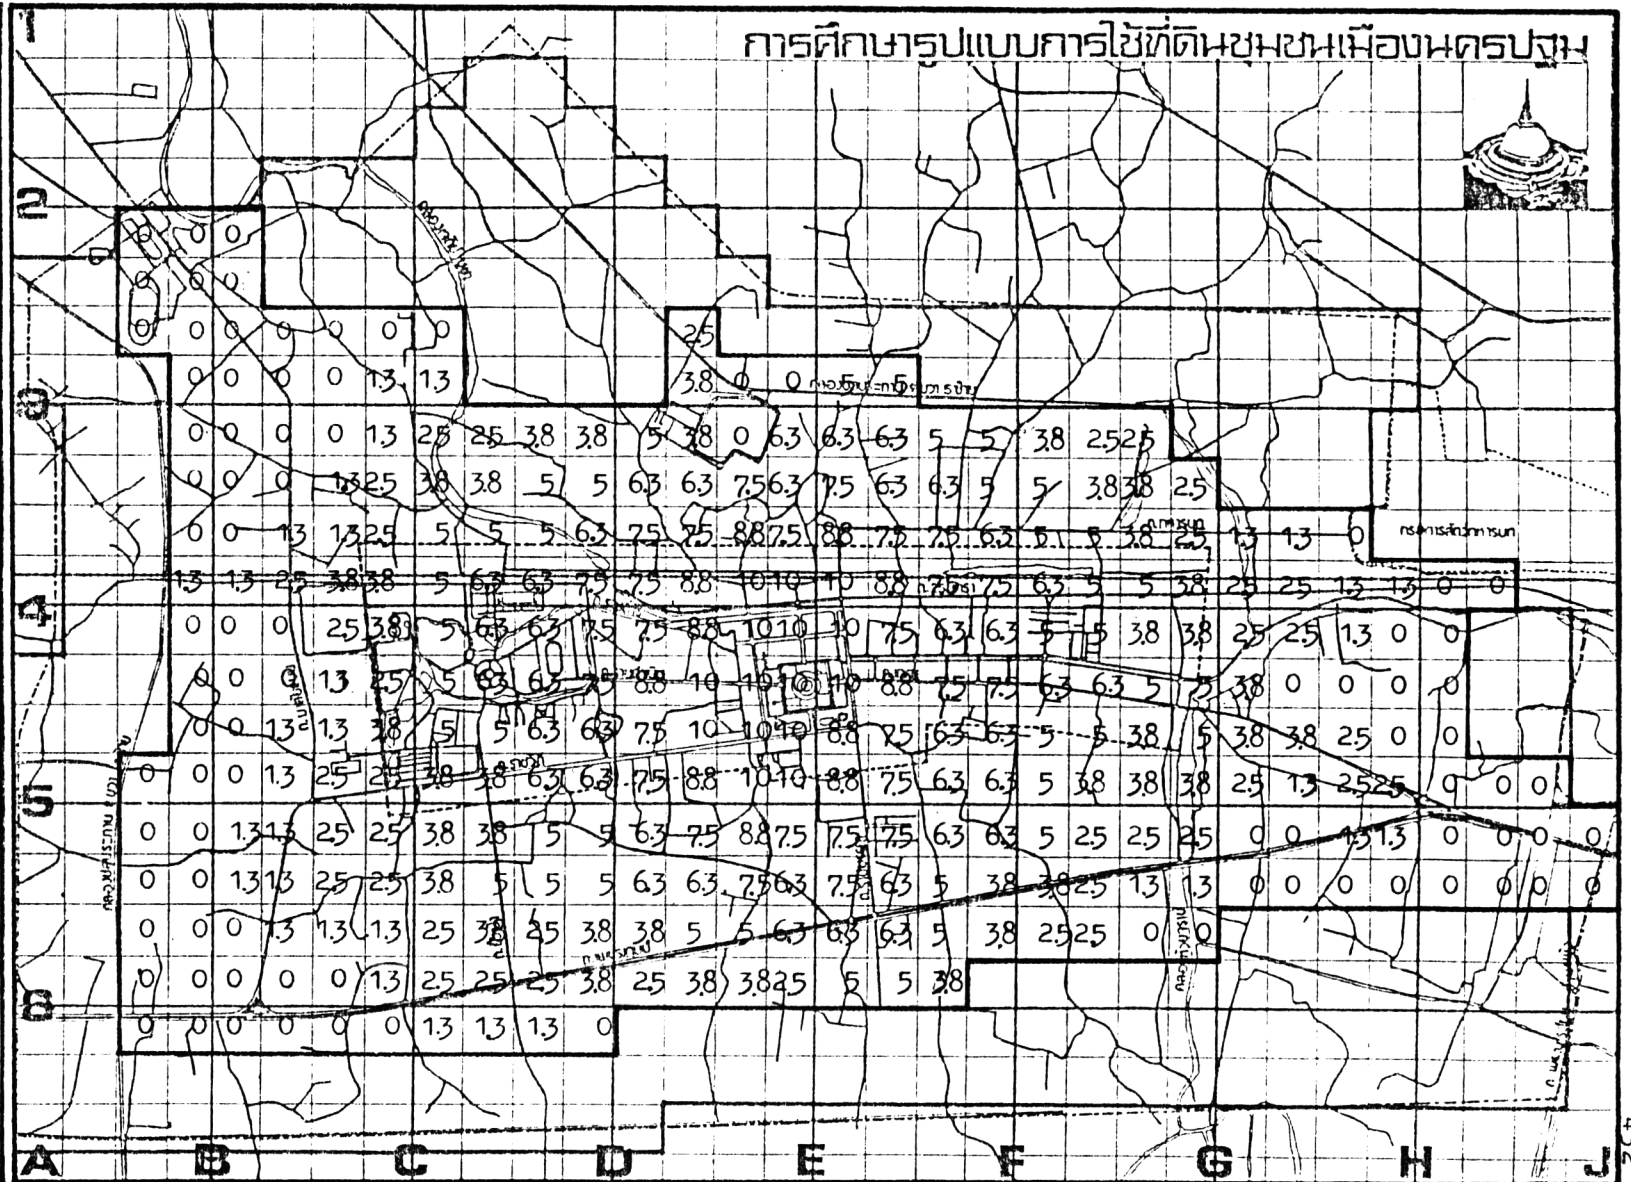 1
การศึกษารูปแบบการใช้ที่ดินชุมชนเมืองนครปฐม
2
0 0 0
0 0 0
0 0 0 0 0 0 0 2.5
0 0 0 0 1.3 1.3 3.8 0 0 5 5
3
0 0 0 0 1.3 2.5 2.5 3.8 3.8 5 3.8 0 6.3 6.3 6.3 5 5 3.8 2.5 2.5
0 0 0 1.3 2.5 3.8 3.8 5 5 6.3 6.3 7.5 6.3 7.5 6.3 6.3 5 5 3.8 3.8 2.5
0 0 1.3 1.3 2.5 5 5 5 6.3 7.5 7.5 8.8 7.5 8.8 7.5 7.5 6.3 5 5 3.8 2.5 1.3 1.3 0
1.3 1.3 2.5 3.8 3.8 5 6.3 6.3 7.5 7.5 8.8 10 10 10 8.8 7.5 7.5 6.3 5 5 3.8 2.5 2.5 1.3 1.3 0 0
4
0 0 0 2.5 3.8 5 6.3 6.3 7.5 7.5 8.8 10 10 10 7.5 6.3 6.3 5 5 3.8 3.8 2.5 2.5 1.3 0 0
0 0 0 1.3 2.5 5 6.3 6.3 7.5 8.8 10 10 10 10 8.8 7.5 7.5 6.3 6.3 5 5 3.8 0 0 0 0
0 0 1.3 1.3 3.8 5 5 6.3 6.3 7.5 10 10 10 8.8 7.5 6.3 6.3 5 5 3.8 5 3.8 3.8 2.5 0 0
0 0 0 1.3 2.5 2.5 3.8 3.8 6.3 6.3 7.5 8.8 10 10 8.8 7.5 6.3 6.3 5 3.8 3.8 3.8 2.5 1.3 2.5 2.5 0 0 0
5
0 0 1.3 1.3 2.5 2.5 3.8 3.8 5 5 6.3 7.5 8.8 7.5 7.5 7.5 6.3 6.3 5 2.5 2.5 2.5 0 0 1.3 1.3 0 0 0 0
0 0 1.3 1.3 2.5 2.5 3.8 5 5 5 6.3 6.3 7.5 6.3 7.5 6.3 5 3.8 3.8 2.5 1.3 1.3 0 0 0 0 0 0 0 0
0 0 0 1.3 1.3 1.3 2.5 3.8 2.5 3.8 3.8 5 5 6.3 6.3 6.3 5 3.8 2.5 2.5 0 0
0 0 0 0 0 1.3 2.5 2.5 2.5 3.8 2.5 3.8 3.8 2.5 5 5 3.8
6
0 0 0 0 0 0 1.3 1.3 1.3 0
A B C D E F G H J